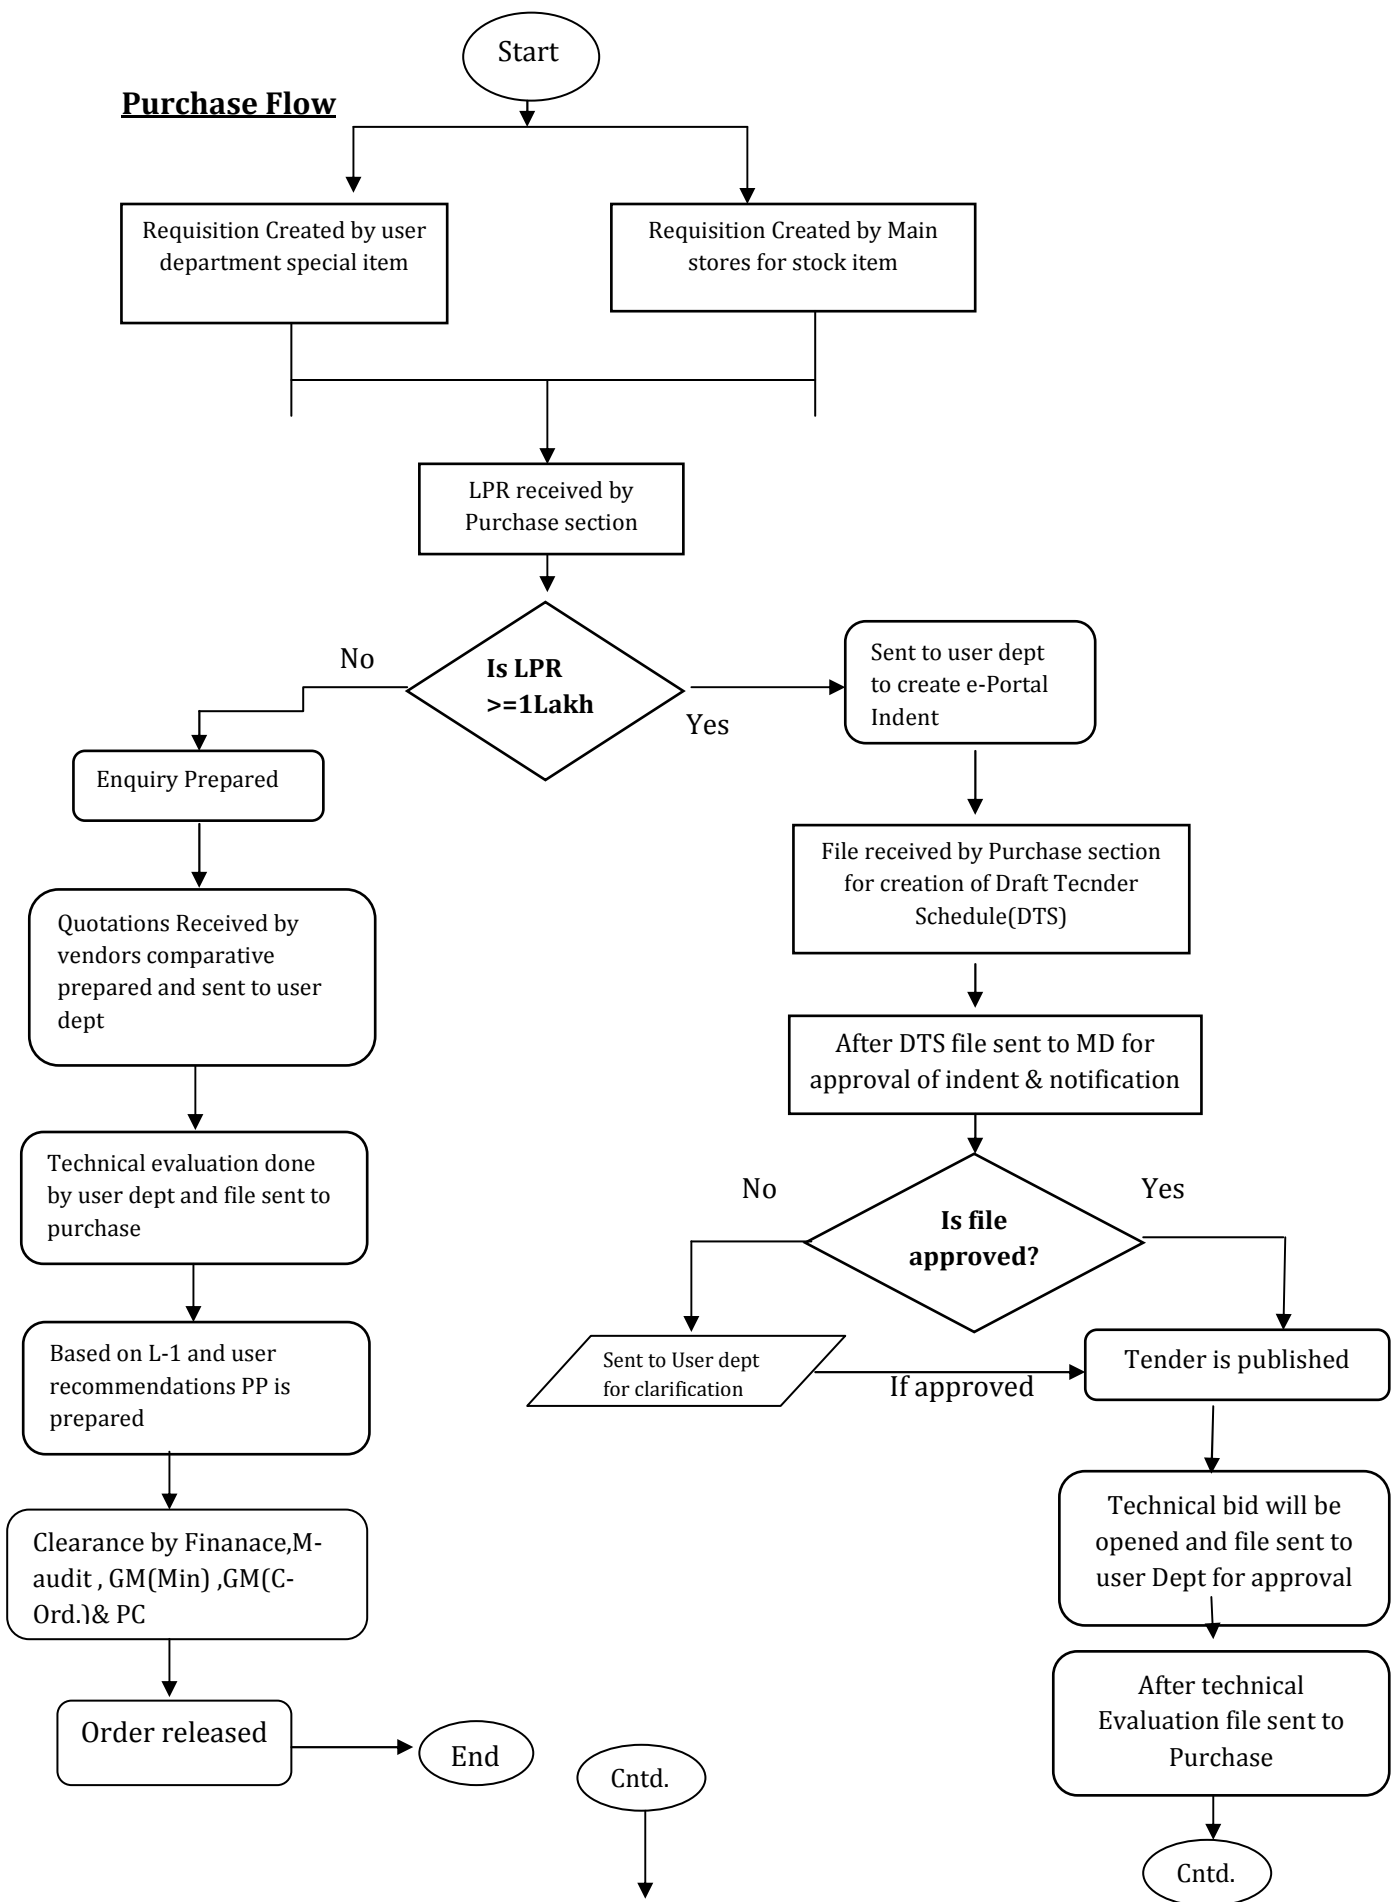 Start
Purchase Flow
Requisition Created by user
department special item
Requisition Created by Main
stores for stock item
LPR received by
Purchase section
No
Is LPR
>=1Lakh
Yes
Sent to user dept
to create e-Portal
Indent
Enquiry Prepared
File received by Purchase section
for creation of Draft Tecnder
Schedule(DTS)
Quotations Received by
vendors comparative
prepared and sent to user
dept
After DTS file sent to MD for
approval of indent & notification
Technical evaluation done
by user dept and file sent to
purchase
No
Yes
Is file
approved?
Based on L-1 and user
recommendations PP is
prepared
Sent to User dept
for clarification
If approved
Tender is published
Clearance by Finanace,M-
audit , GM(Min) ,GM(C-
Ord.)& PC
Technical bid will be
opened and file sent to
user Dept for approval
Order released
End
After technical
Evaluation file sent to
Purchase
Cntd.
Cntd.